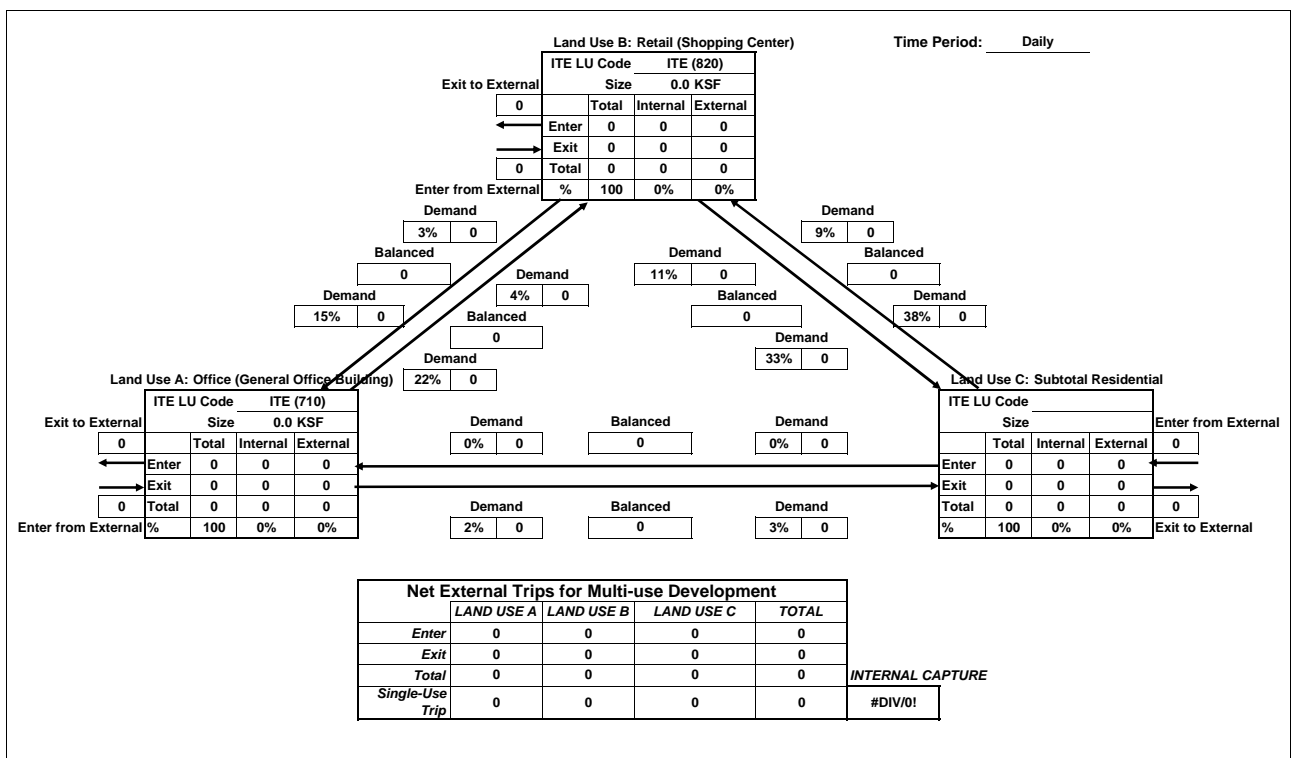 Land Use B: Retail (Shopping Center) Time Period: Daily
ITE LU Code ITE (820)
Exit to External Size 0.0 KSF
0 Total Internal External
Enter 0 0 0
Exit 0 0 0
0 Total 0 0 0
Enter from External % 100 0% 0%
Demand Demand
3% 0 9% 0
Balanced Demand Balanced
0 11% 0 0
Demand Demand Balanced Demand
15% 0 4% 0 0 38% 0
Balanced
0 Demand
Demand 33% 0
Land Use A: Office (General Office Building) 22% 0 Land Use C: Subtotal Residential
ITE LU Code ITE (710) ITE LU Code
Exit to External Size 0.0 KSF Demand Balanced Demand Size Enter from External
0 Total Internal External 0% 0 0 0% 0 Total Internal External 0
Enter 0 0 0 Enter 0 0 0
Exit 0 0 0 Exit 0 0 0
0 Total 0 0 0 Demand Balanced Demand Total 0 0 0 0
Enter from External % 100 0% 0% 2% 0 0 3% 0 % 100 0% 0% Exit to External
Net External Trips for Multi-use Development
LAND USE A LAND USE B LAND USE C TOTAL
Enter 0 0 0 0
Exit 0 0 0 0
Total 0 0 0 0 INTERNAL CAPTURE
Single-Use
Trip 0 0 0 0 #DIV/0!